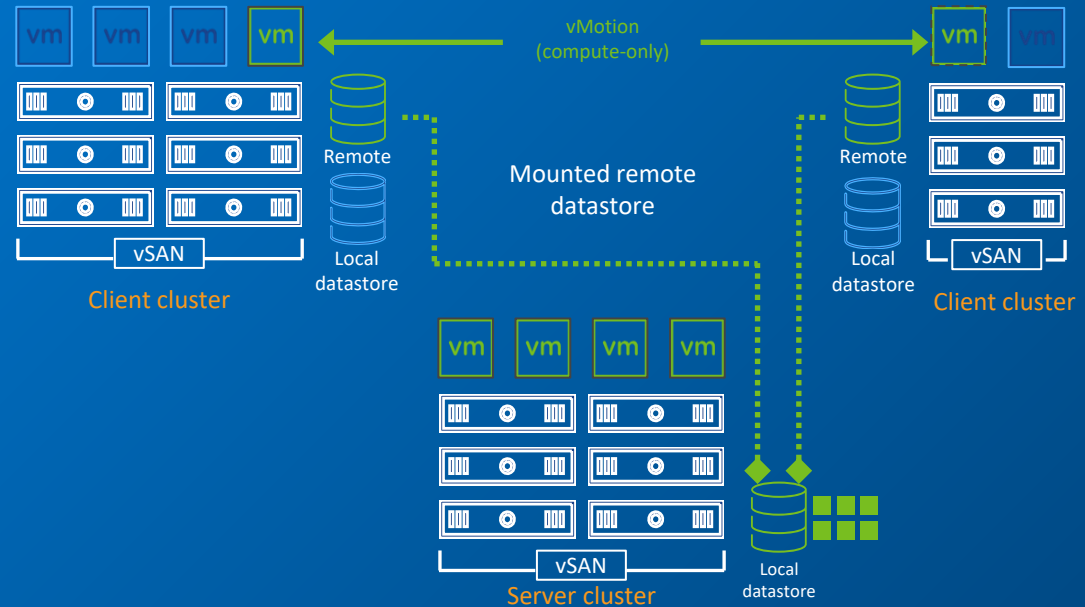 vm
vm
vm
vm
vMotion
(compute-only)
vm
vm
Remote
Mounted remote
datastore
Remote
Local
datastore
Local
datastore
vSAN
Client cluster
vSAN
Client cluster
vm
vm
vm
vm
vSAN
Server cluster
Local
datastore